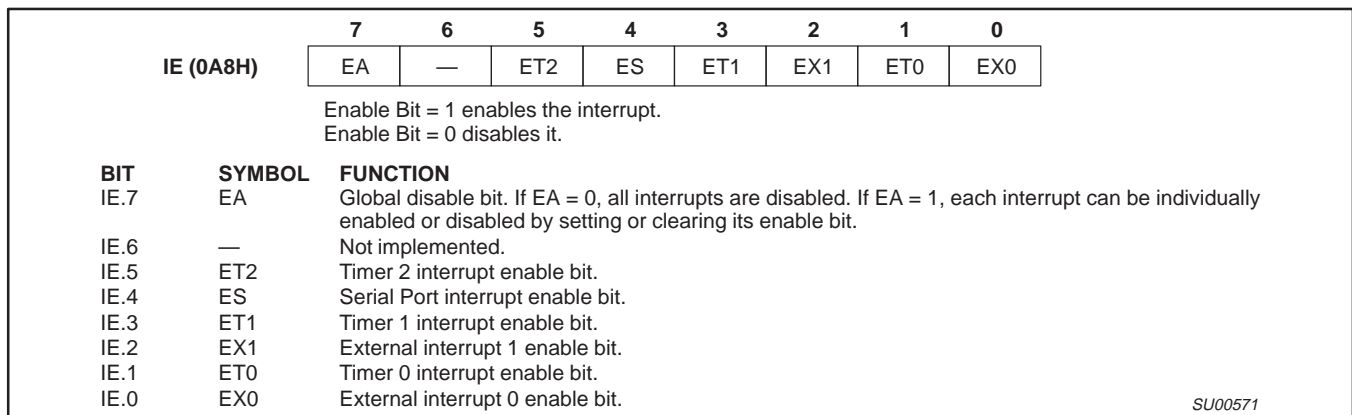 7 6 5 4 3 2 1 0
IE (0A8H) EA — ET2 ES ET1 EX1 ET0 EX0
Enable Bit = 1 enables the interrupt.
Enable Bit = 0 disables it.
BIT SYMBOL FUNCTION
IE.7 EA Global disable bit. If EA = 0, all interrupts are disabled. If EA = 1, each interrupt can be individually
enabled or disabled by setting or clearing its enable bit.
IE.6 — Not implemented.
IE.5 ET2 Timer 2 interrupt enable bit.
IE.4 ES Serial Port interrupt enable bit.
IE.3 ET1 Timer 1 interrupt enable bit.
IE.2 EX1 External interrupt 1 enable bit.
IE.1 ET0 Timer 0 interrupt enable bit.
IE.0 EX0 External interrupt 0 enable bit.
SU00571